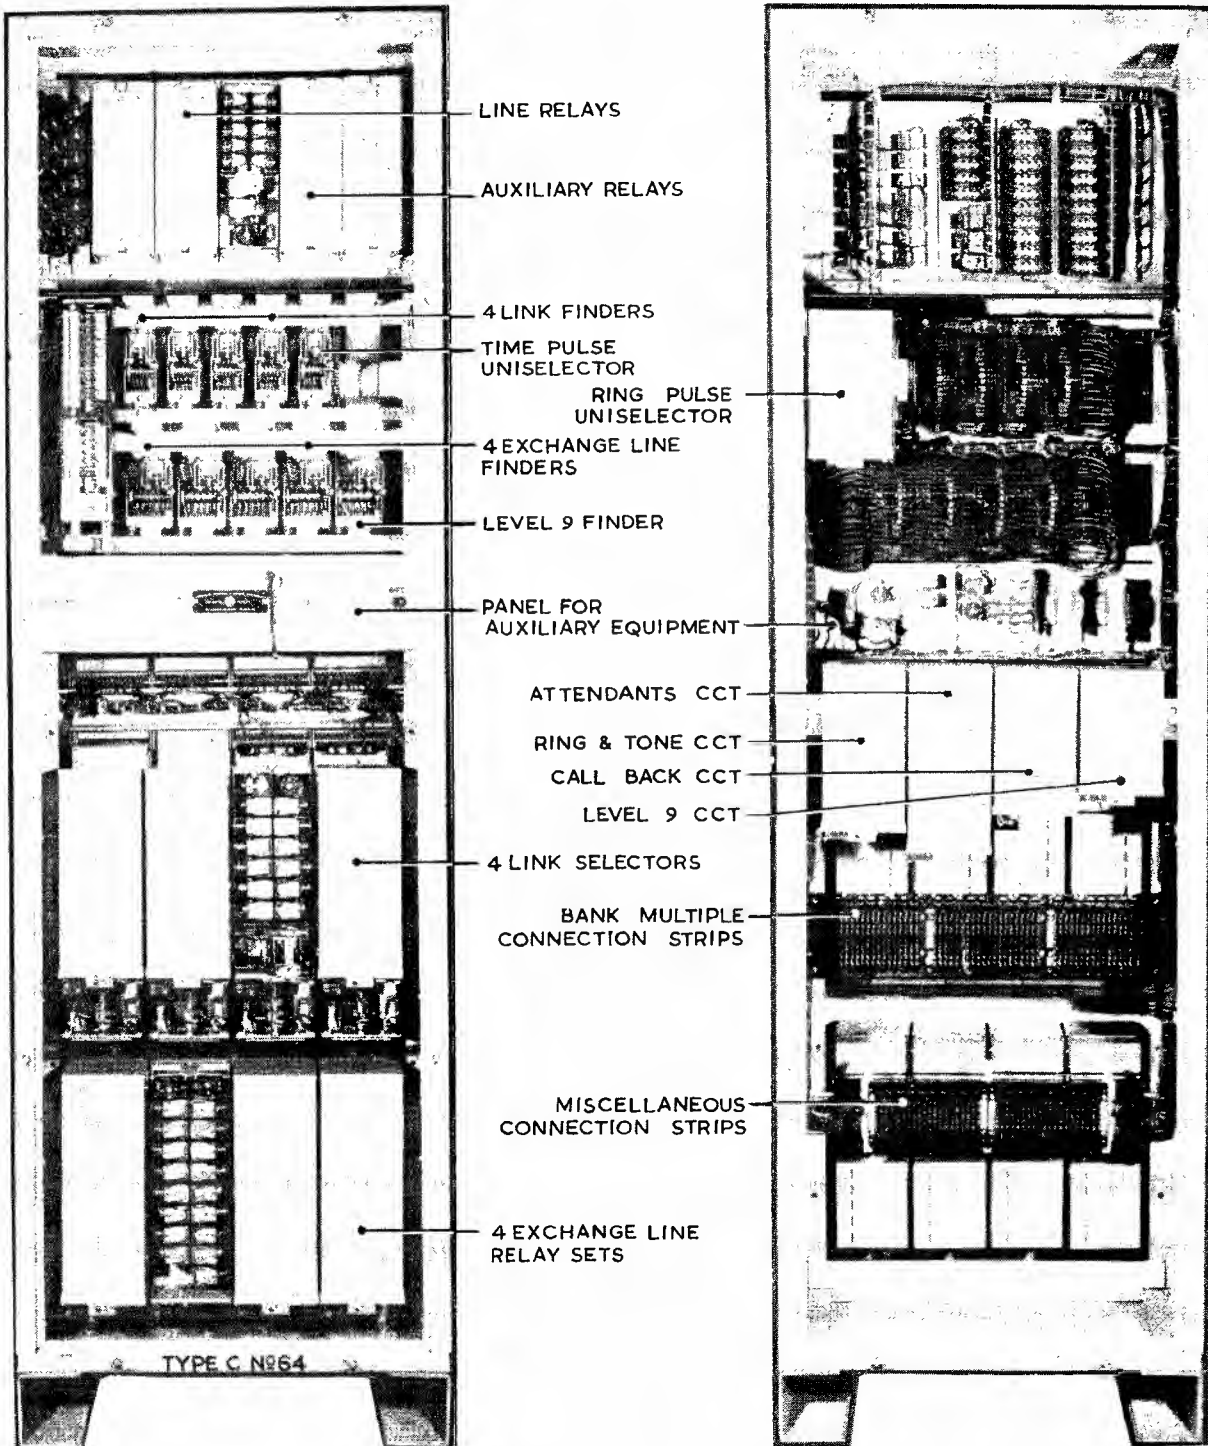 LINE RELAYS
AUXILIARY RELAYS
4 LINK FINDERS
TIME PULSE
UNISELECTOR
RING PULSE
UNISELECTOR
4 EXCHANGE LINE
FINDERS
LEVEL 9 FINDER
PANEL FOR
AUXILIARY EQUIPMENT
ATTENDANTS CCT
RING & TONE CCT
CALL BACK CCT
LEVEL 9 CCT
4 LINK SELECTORS
BANK MULTIPLE
CONNECTION STRIPS
MISCELLANEOUS
CONNECTION STRIPS
4 EXCHANGE LINE
RELAY SETS
TYPE C Nº 64